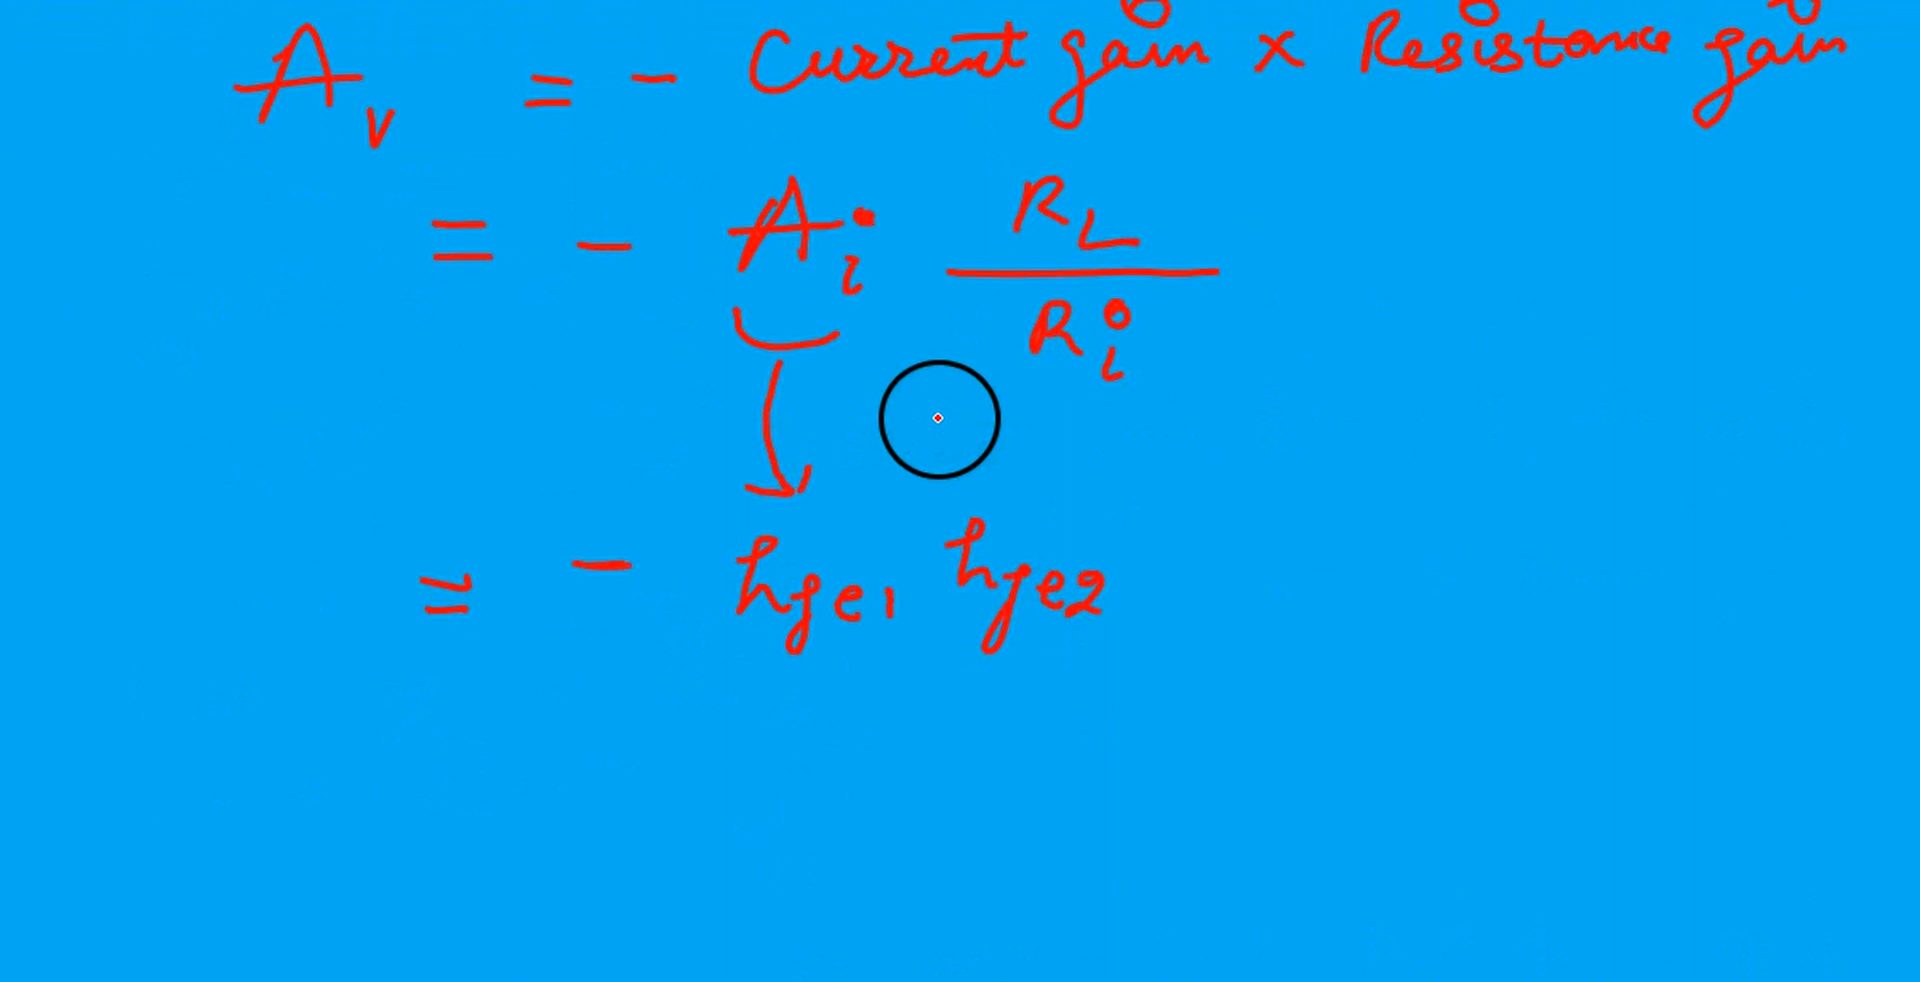 Av = - Current gain x Resistance gain
= - Ai RL / Ri
= - hfe1 hfe2